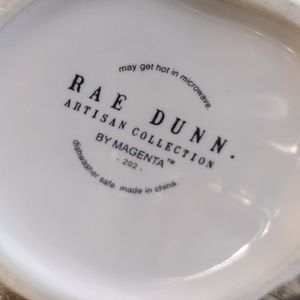 may get hot in microwave.
RAE DUNN.
ARTISAN COLLECTION
BY MAGENTA™
- 202 -
dishwasher safe. made in china.